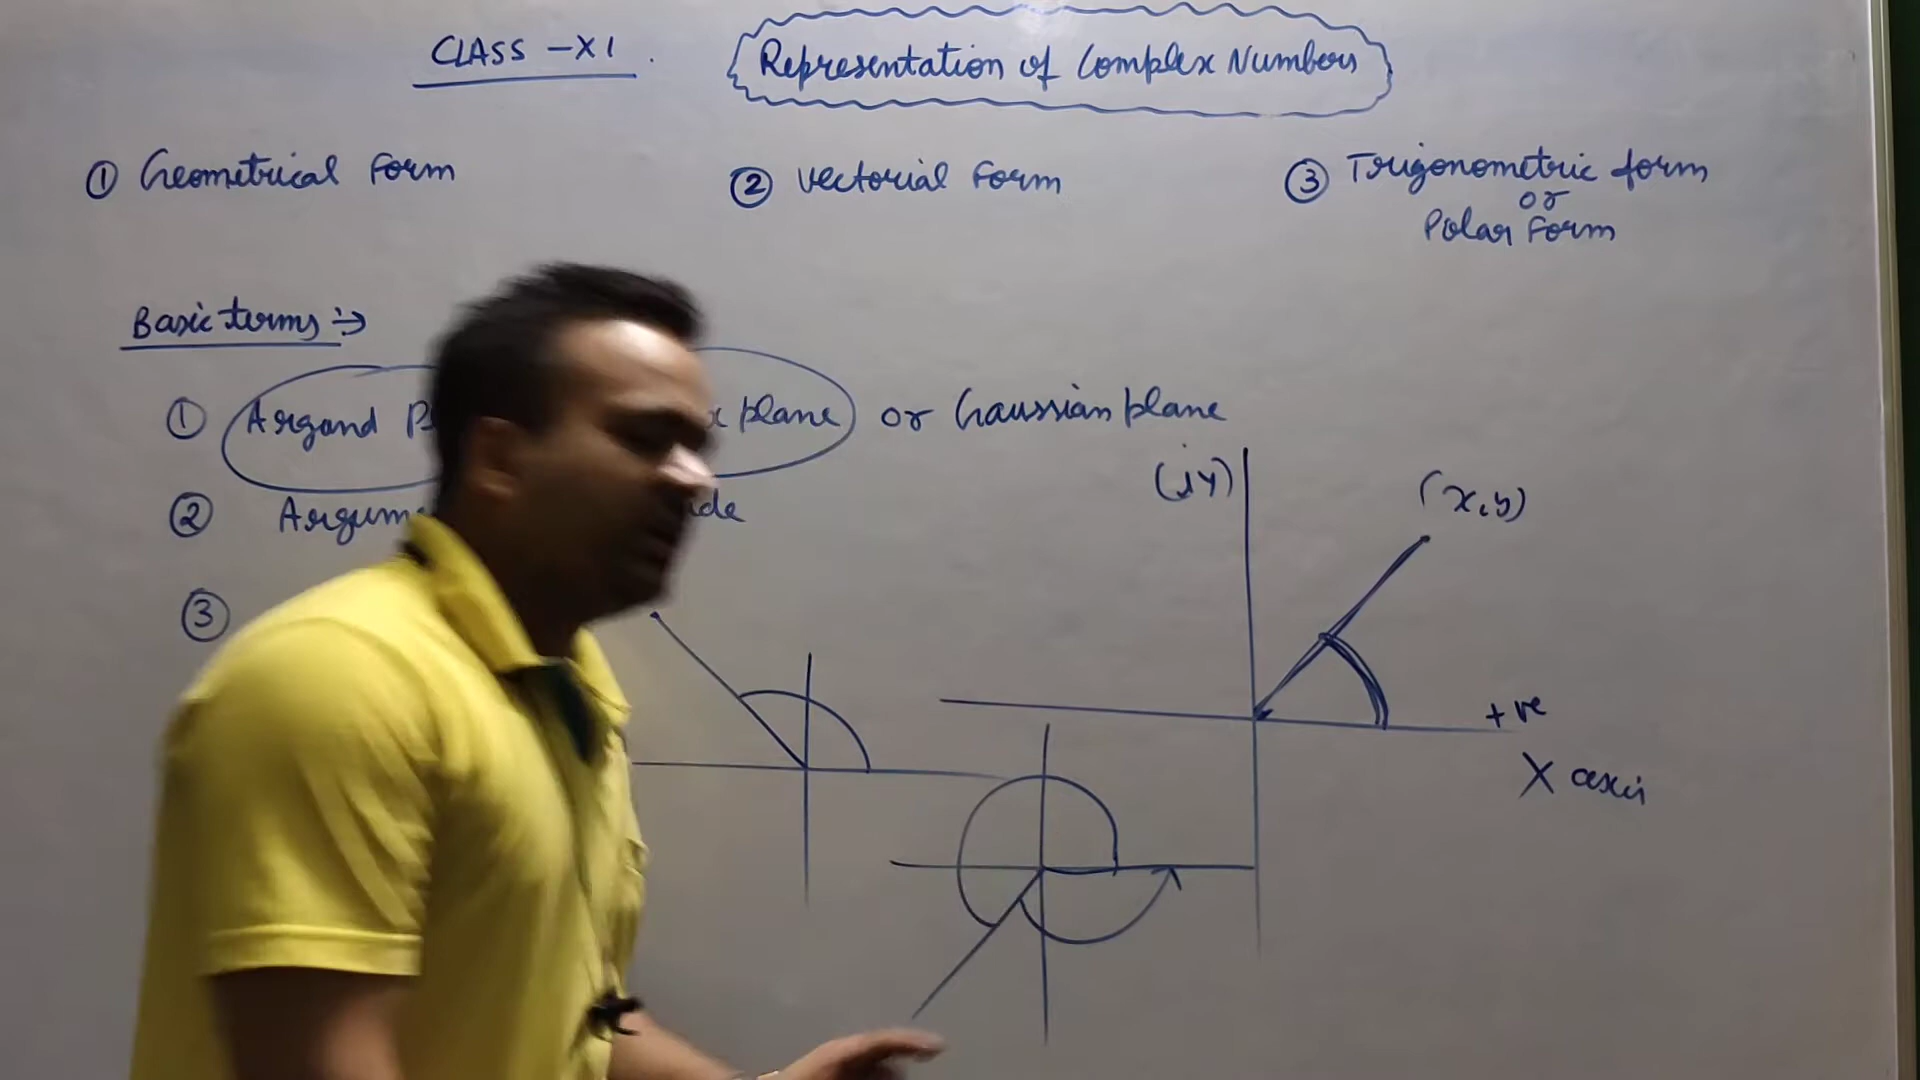 CLASS - XI .
Representation of Complex Numbers
① Geometrical Form
② Vectorial Form
③ Trigonometric form
or
Polar Form
Basic terms :→
① Argand plane or Gaussian plane
②
③
(iy)
(x,y)
+ve
X axis